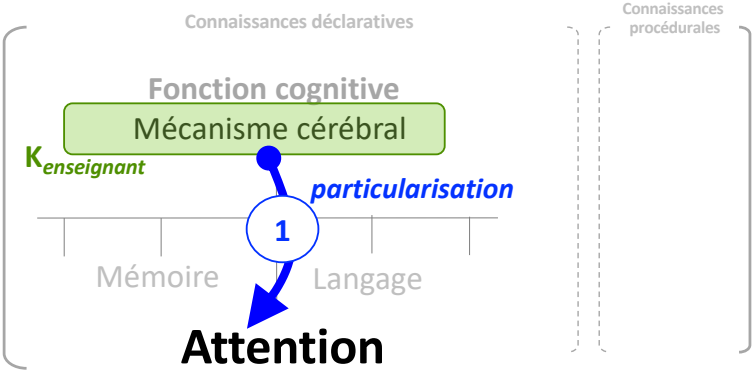 Connaissances déclaratives
Connaissances
procédurales
Fonction cognitive
Mécanisme cérébral
Kenseignant
particularisation
1
Mémoire
Langage
Attention